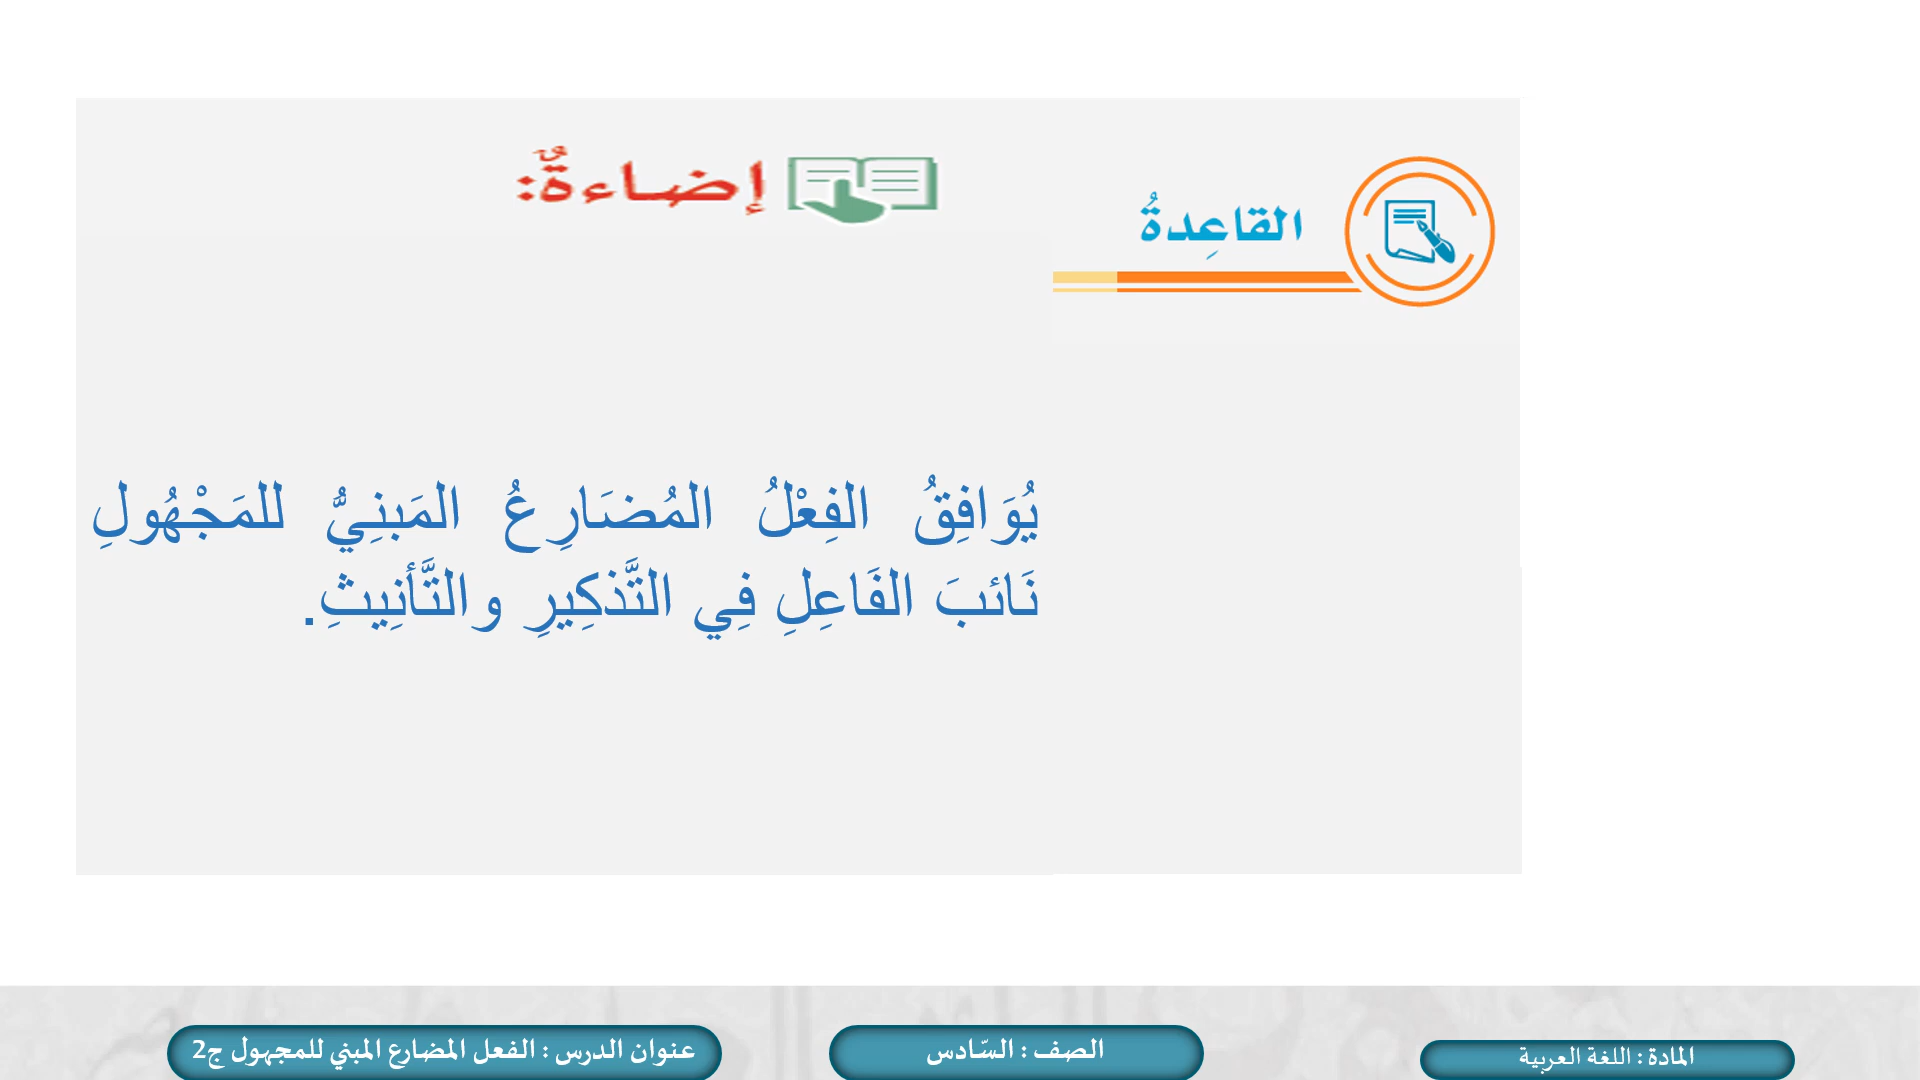 القاعِدةُ
إضاءةٌ:
يُوَافِقُ الفِعْلُ المُضَارِعُ المَبنِيُّ للمَجْهُولِ
نَائبَ الفَاعِلِ فِي التَّذكِيرِ والتَّأنِيثِ.
المادة : اللغة العربية
الصف : السّادس
عنوان الدرس : الفعل المضارع المبني للمجهول ج2